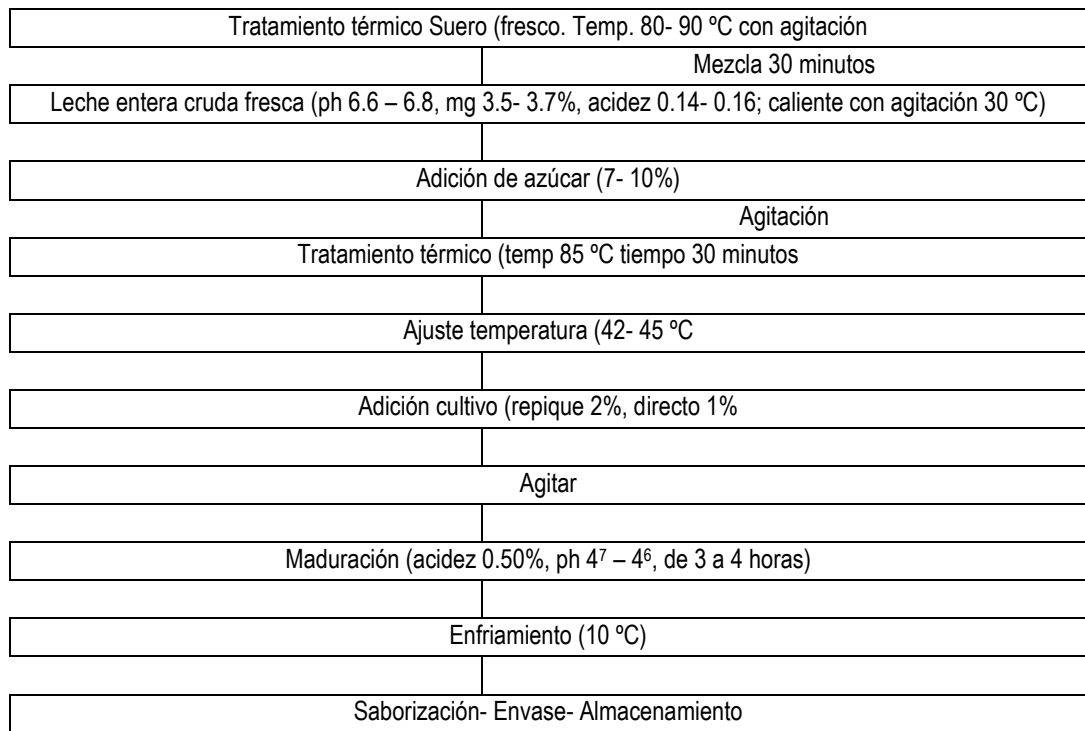 Tratamiento térmico Suero (fresco. Temp. 80- 90 ºC con agitación
Mezcla 30 minutos
Leche entera cruda fresca (ph 6.6 – 6.8, mg 3.5- 3.7%, acidez 0.14- 0.16; caliente con agitación 30 ºC)
Adición de azúcar (7- 10%)
Agitación
Tratamiento térmico (temp 85 ºC tiempo 30 minutos
Ajuste temperatura (42- 45 ºC
Adición cultivo (repique 2%, directo 1%
Agitar
Maduración (acidez 0.50%, ph 4⁷ – 4⁶, de 3 a 4 horas)
Enfriamiento (10 ºC)
Saborización- Envase- Almacenamiento